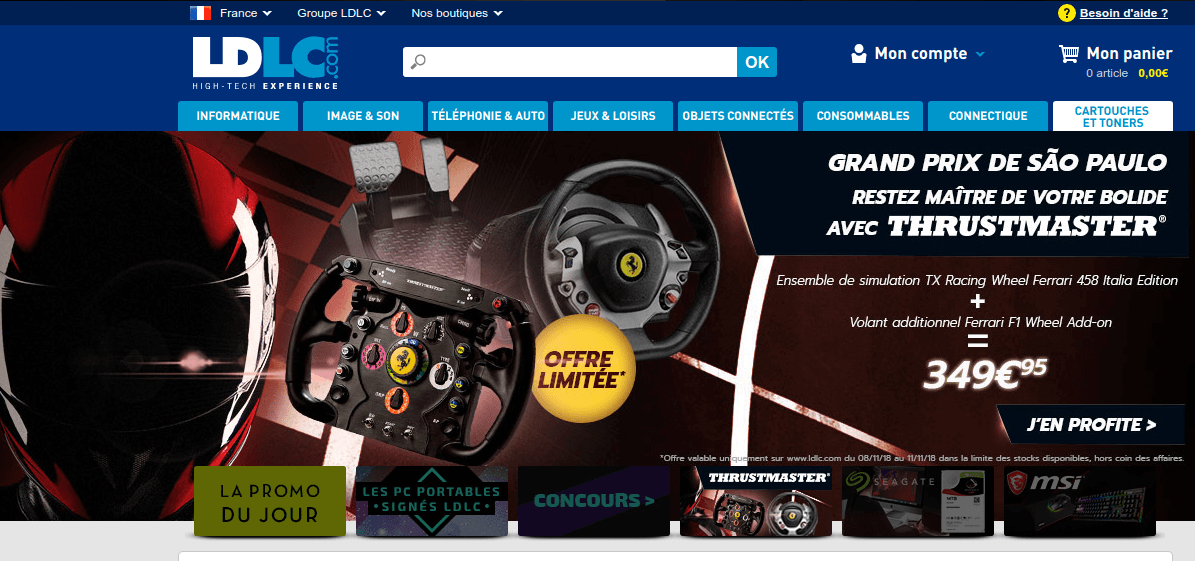 France Groupe LDLC Nos boutiques ? Besoin d'aide ?
LDLC.com
HIGH-TECH EXPERIENCE
OK
Mon compte
Mon panier
0 article 0,00€
INFORMATIQUE IMAGE & SON TÉLÉPHONIE & AUTO JEUX & LOISIRS OBJETS CONNECTÉS CONSOMMABLES CONNECTIQUE CARTOUCHES
ET TONERS
GRAND PRIX DE SÃO PAULO
RESTEZ MAÎTRE DE VOTRE BOLIDE
AVEC THRUSTMASTER®
Ensemble de simulation TX Racing Wheel Ferrari 458 Italia Edition
+
Volant additionnel Ferrari F1 Wheel Add-on
=
349€95
THRUSTMASTER
OFFRE
LIMITÉE*
J'EN PROFITE >
*Offre valable uniquement sur www.ldlc.com du 08/11/18 au 11/11/18 dans la limite des stocks disponibles, hors coin des affaires.
LA PROMO
DU JOUR
LES PC PORTABLES
• SIGNÉS LDLC •
CONCOURS >
THRUSTMASTER®
SEAGATE
msi